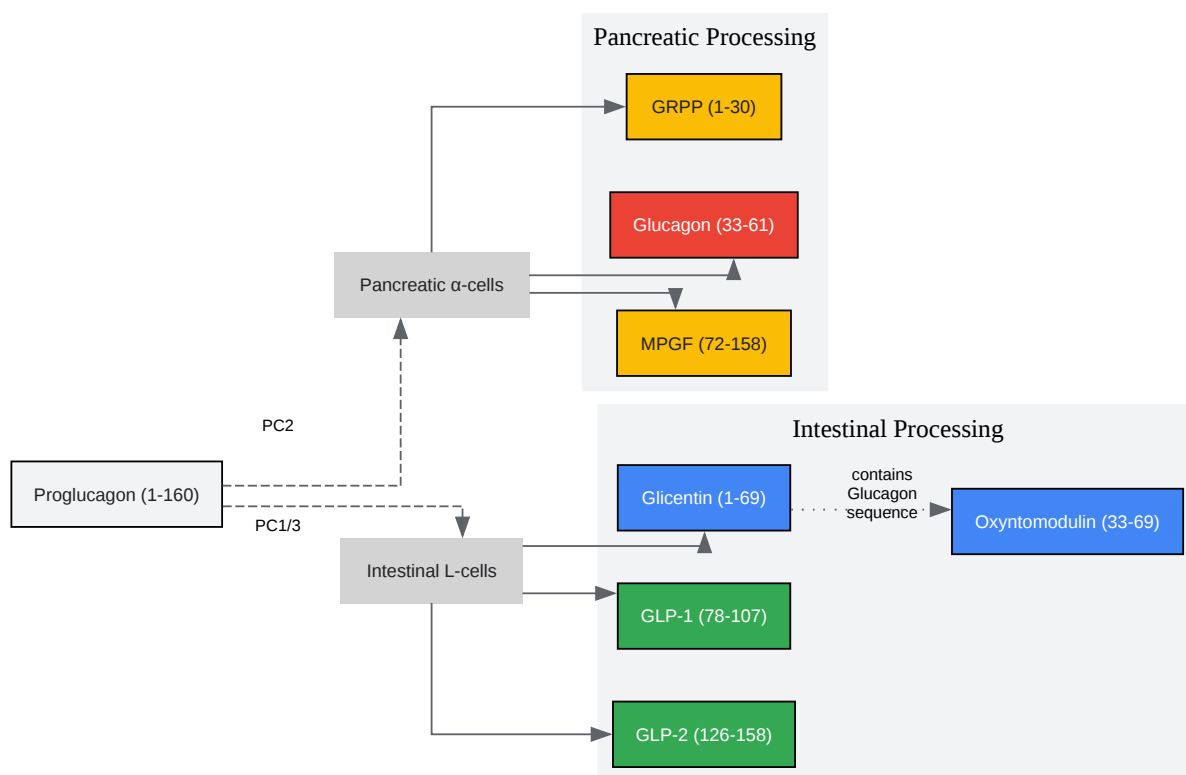 Pancreatic Processing
GRPP (1-30)
Glucagon (33-61)
Pancreatic α-cells
MPGF (72-158)
PC2
Intestinal Processing
Proglucagon (1-160)
PC1/3
Glicentin (1-69)
contains
Glucagon
sequence
Oxyntomodulin (33-69)
Intestinal L-cells
GLP-1 (78-107)
GLP-2 (126-158)